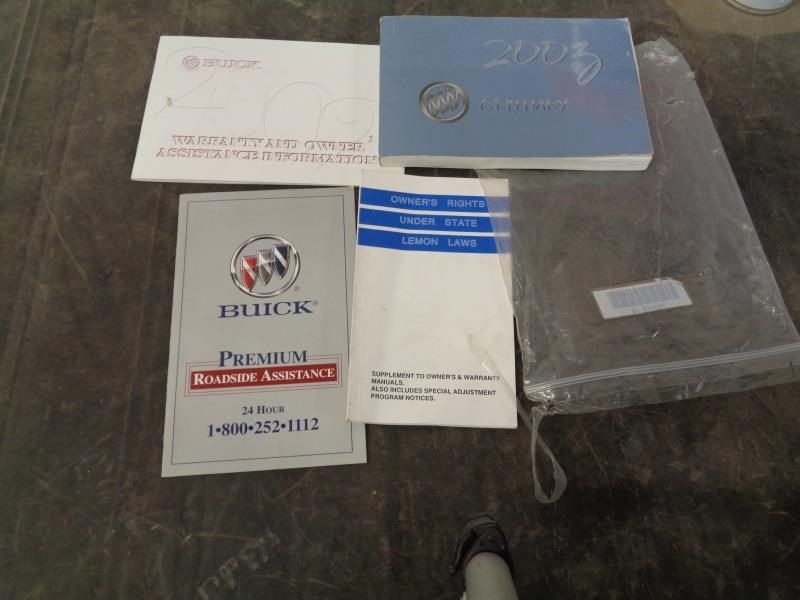 BUICK
2002
WARRANTY AND OWNER
ASSISTANCE INFORMATION
2003
CENTURY
BUICK®
PREMIUM
ROADSIDE ASSISTANCE
24 HOUR
1•800•252•1112
OWNER'S RIGHTS
UNDER STATE
LEMON LAWS
SUPPLEMENT TO OWNER'S & WARRANTY
MANUALS.
ALSO INCLUDES SPECIAL ADJUSTMENT
PROGRAM NOTICES.